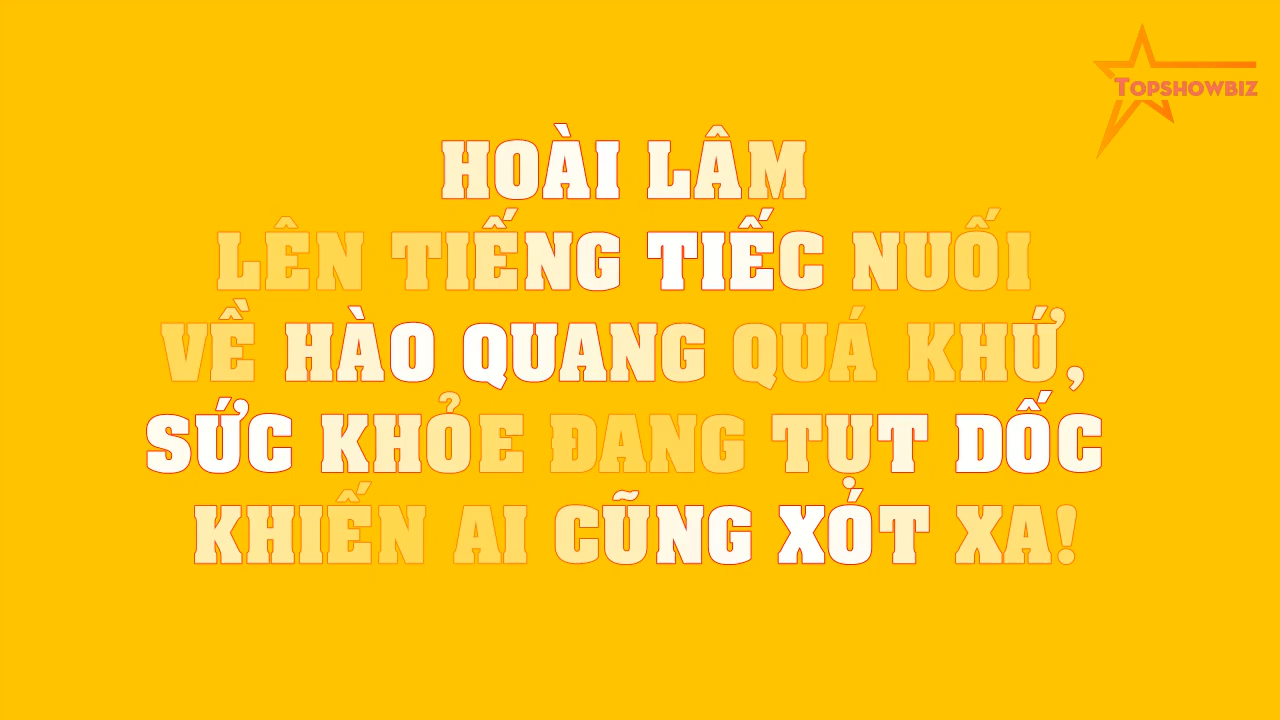 TOPSHOWBIZ
HOÀI LÂM
LÊN TIẾNG TIẾC NUỐI
VỀ HÀO QUANG QUÁ KHỨ,
SỨC KHỎE ĐANG TỤT DỐC
KHIẾN AI CŨNG XÓT XA!